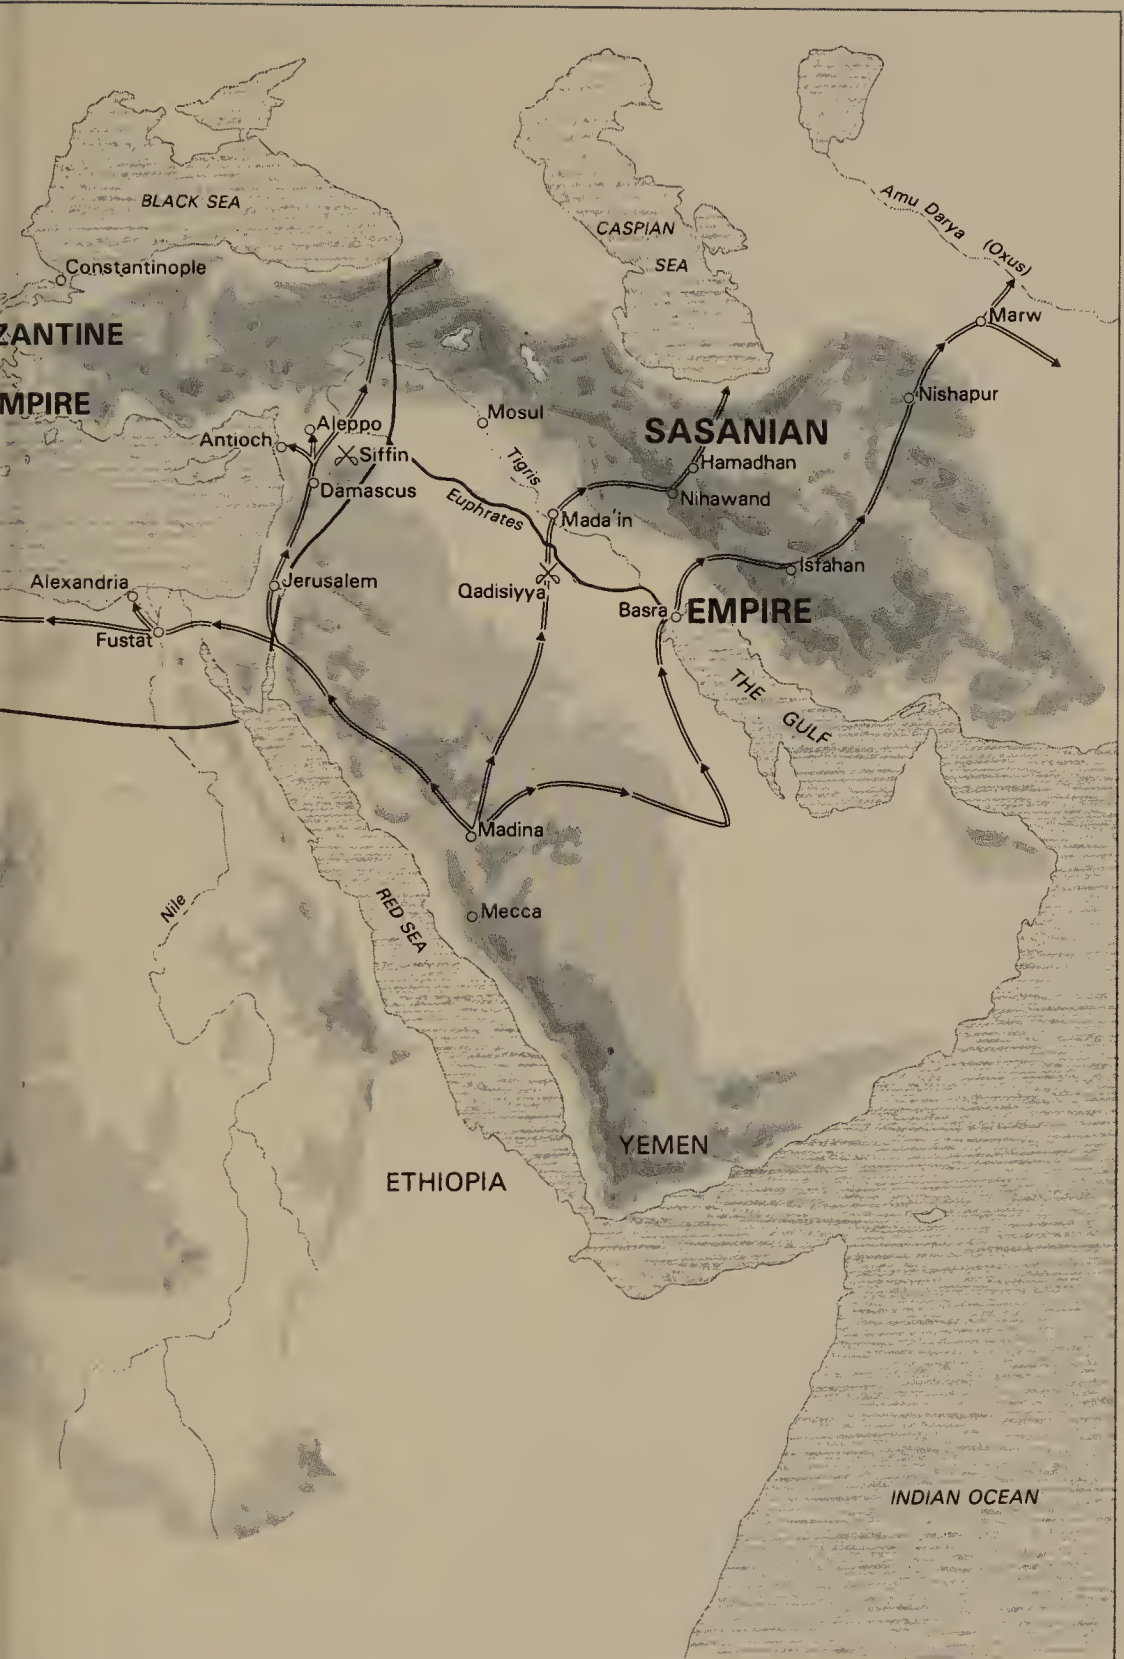 BLACK SEA
CASPIAN
SEA
Amu Darya (Oxus)
Constantinople
ZANTINE
MPIRE
Marw
Nishapur
Aleppo
Antioch
Mosul
SASANIAN
Siffin
Hamadhan
Damascus
Tigris
Euphrates
Nihawand
Mada'in
Isfahan
Alexandria
Jerusalem
Qadisiyya
Basra
EMPIRE
Fustat
THE GULF
Madina
Nile
RED SEA
Mecca
YEMEN
ETHIOPIA
INDIAN OCEAN